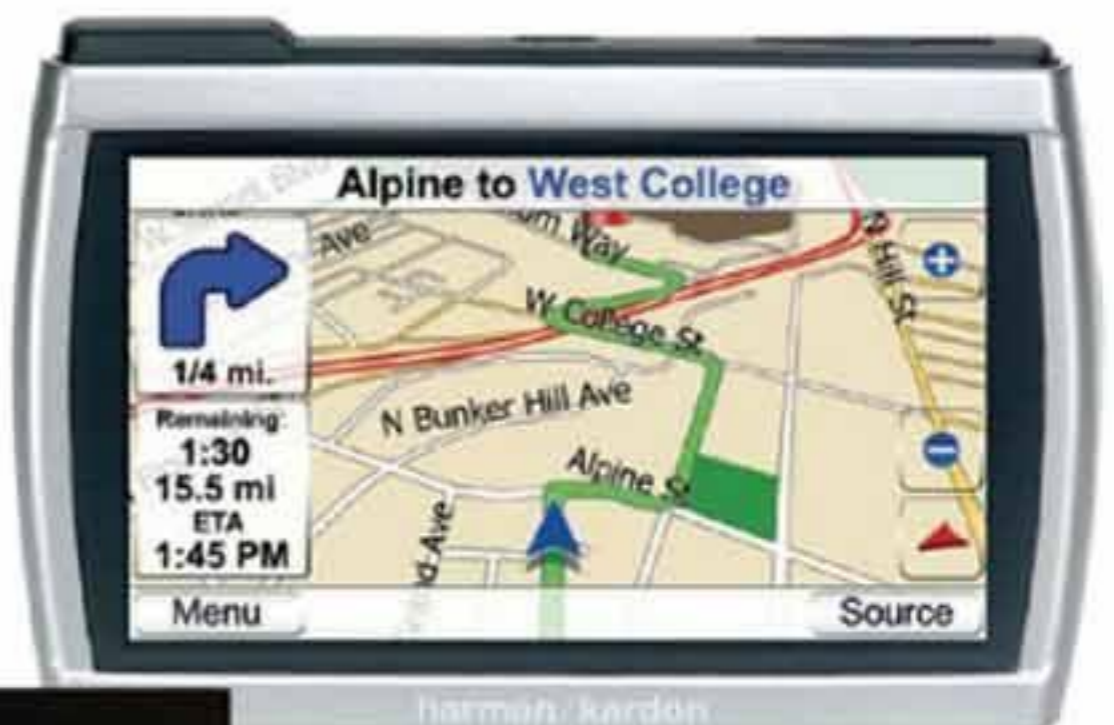 Alpine to West College
Ave
Way
1/4 mi.
W College St
N Hill St
Remaining:
1:30
15.5 mi
ETA
1:45 PM
N Bunker Hill Ave
Alpine St
Ave
Menu
Source
harman/kardon